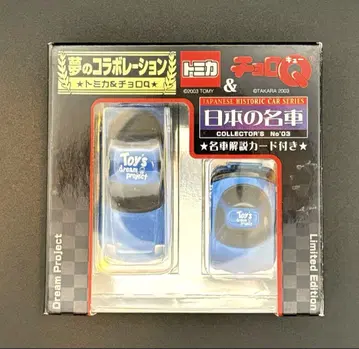 夢のコラボレーション
★トミカ&チョロQ★
トミカ
©2003 TOMY
&
チョロQ
キュー
©TAKARA 2003
JAPANESE HISTORIC CAR SERIES
日本の名車
COLLECTOR'S No'03
★名車解説カード付き★
Toy's
dream
project
Toy's
dream
project
Dream Project
Limited Edition